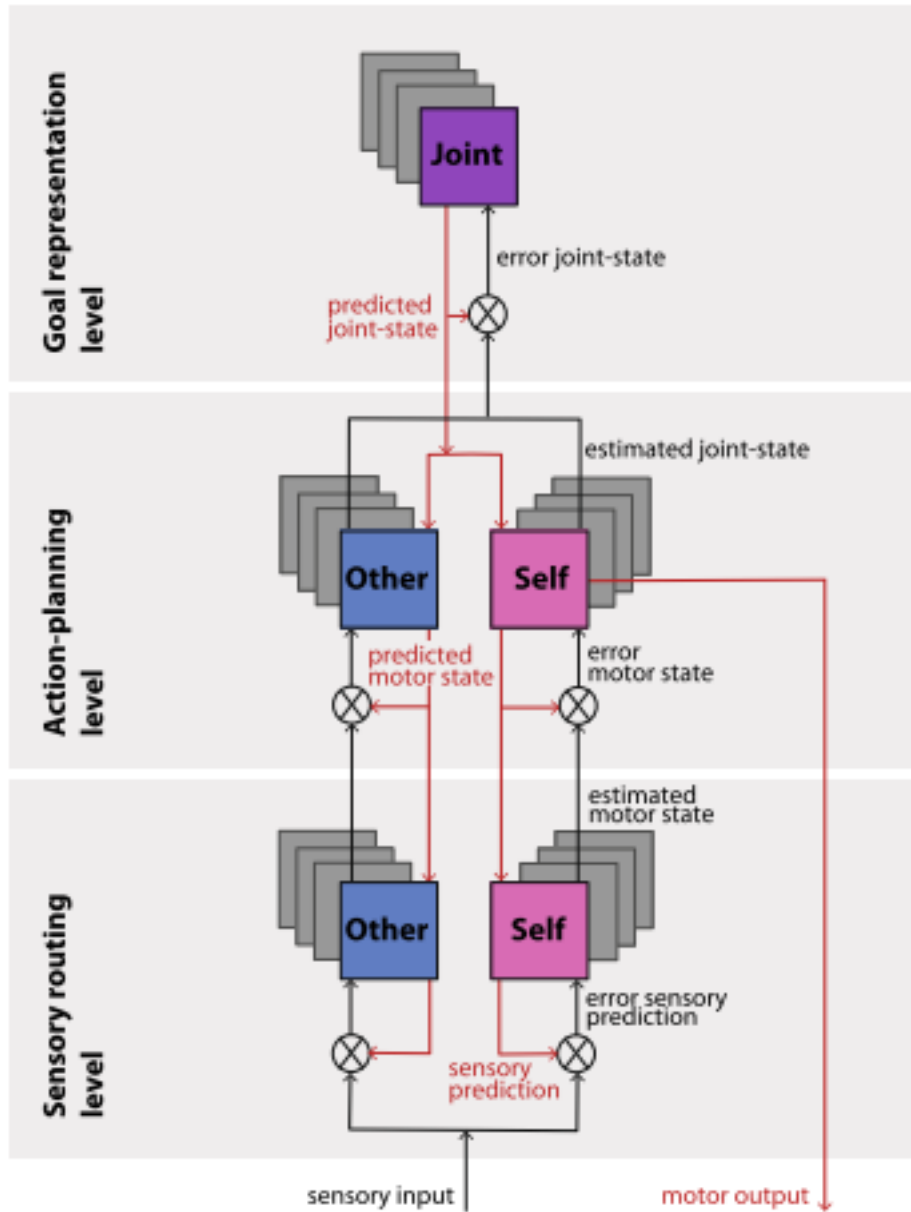 Goal representation
level
Joint
error joint-state
predicted
joint-state
Action-planning
level
estimated joint-state
Other
Self
predicted
motor state
error
motor state
Sensory routing
level
estimated
motor state
Other
Self
error sensory
prediction
sensory
prediction
sensory input
motor output